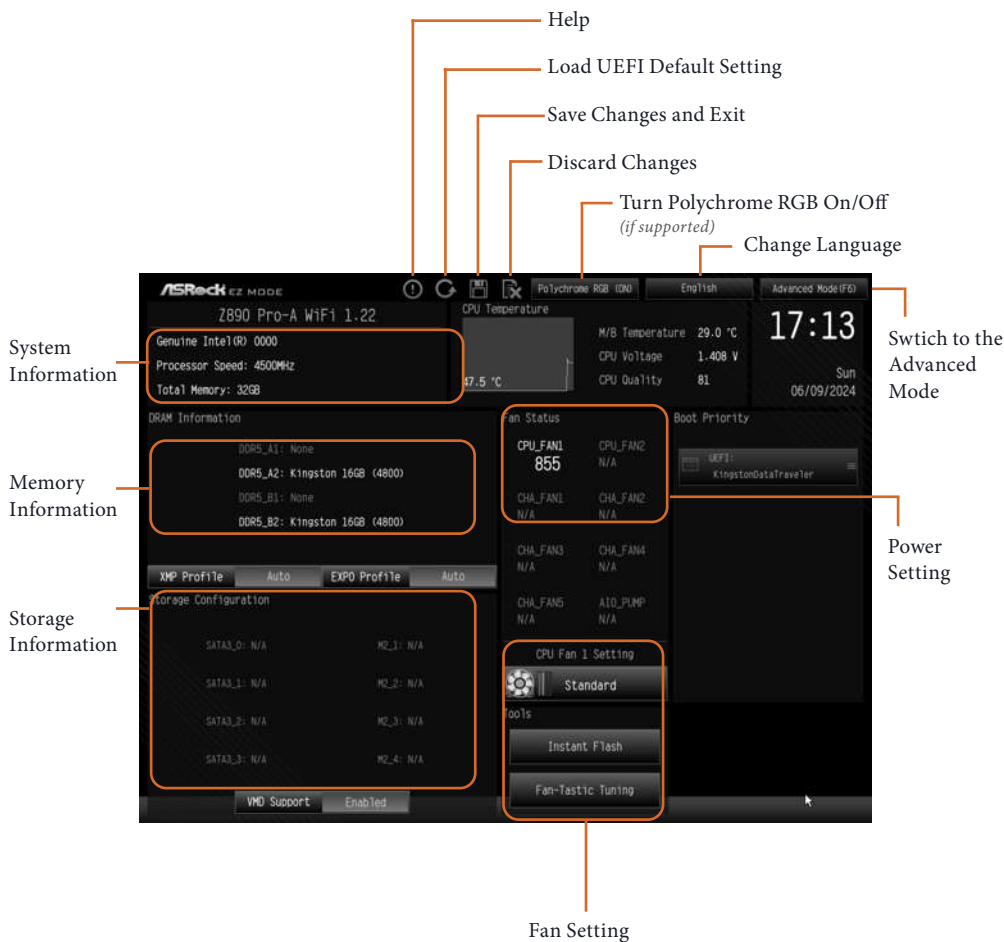 Help
Load UEFI Default Setting
Save Changes and Exit
Discard Changes
Turn Polychrome RGB On/Off
(if supported)
Change Language
ASRock EZ MODE
Polychrome RGB (ON)
English
Advanced Mode(F6)
Swtich to the
Advanced
Mode
System
Information
Z890 Pro-A WiFi 1.22
Genuine Intel(R) 0000
Processor Speed: 4500MHz
Total Memory: 32GB
CPU Temperature
47.5 °C
M/B Temperature 29.0 °C
CPU Voltage 1.408 V
CPU Quality 81
17:13
Sun
06/09/2024
Memory
Information
DRAM Information
DDR5_A1: None
DDR5_A2: Kingston 16GB (4800)
DDR5_B1: None
DDR5_B2: Kingston 16GB (4800)
XMP Profile Auto EXPO Profile Auto
Fan Status
CPU_FAN1 CPU_FAN2
855 N/A
CHA_FAN1 CHA_FAN2
N/A N/A
CHA_FAN3 CHA_FAN4
N/A N/A
CHA_FAN5 AIO_PUMP
N/A N/A
Boot Priority
UEFI:
KingstonDataTraveler
Power
Setting
Storage
Information
Storage Configuration
SATA3_0: N/A M2_1: N/A
SATA3_1: N/A M2_2: N/A
SATA3_2: N/A M2_3: N/A
SATA3_3: N/A M2_4: N/A
VMD Support Enabled
CPU Fan 1 Setting
Standard
Tools
Instant Flash
Fan-Tastic Tuning
Fan Setting